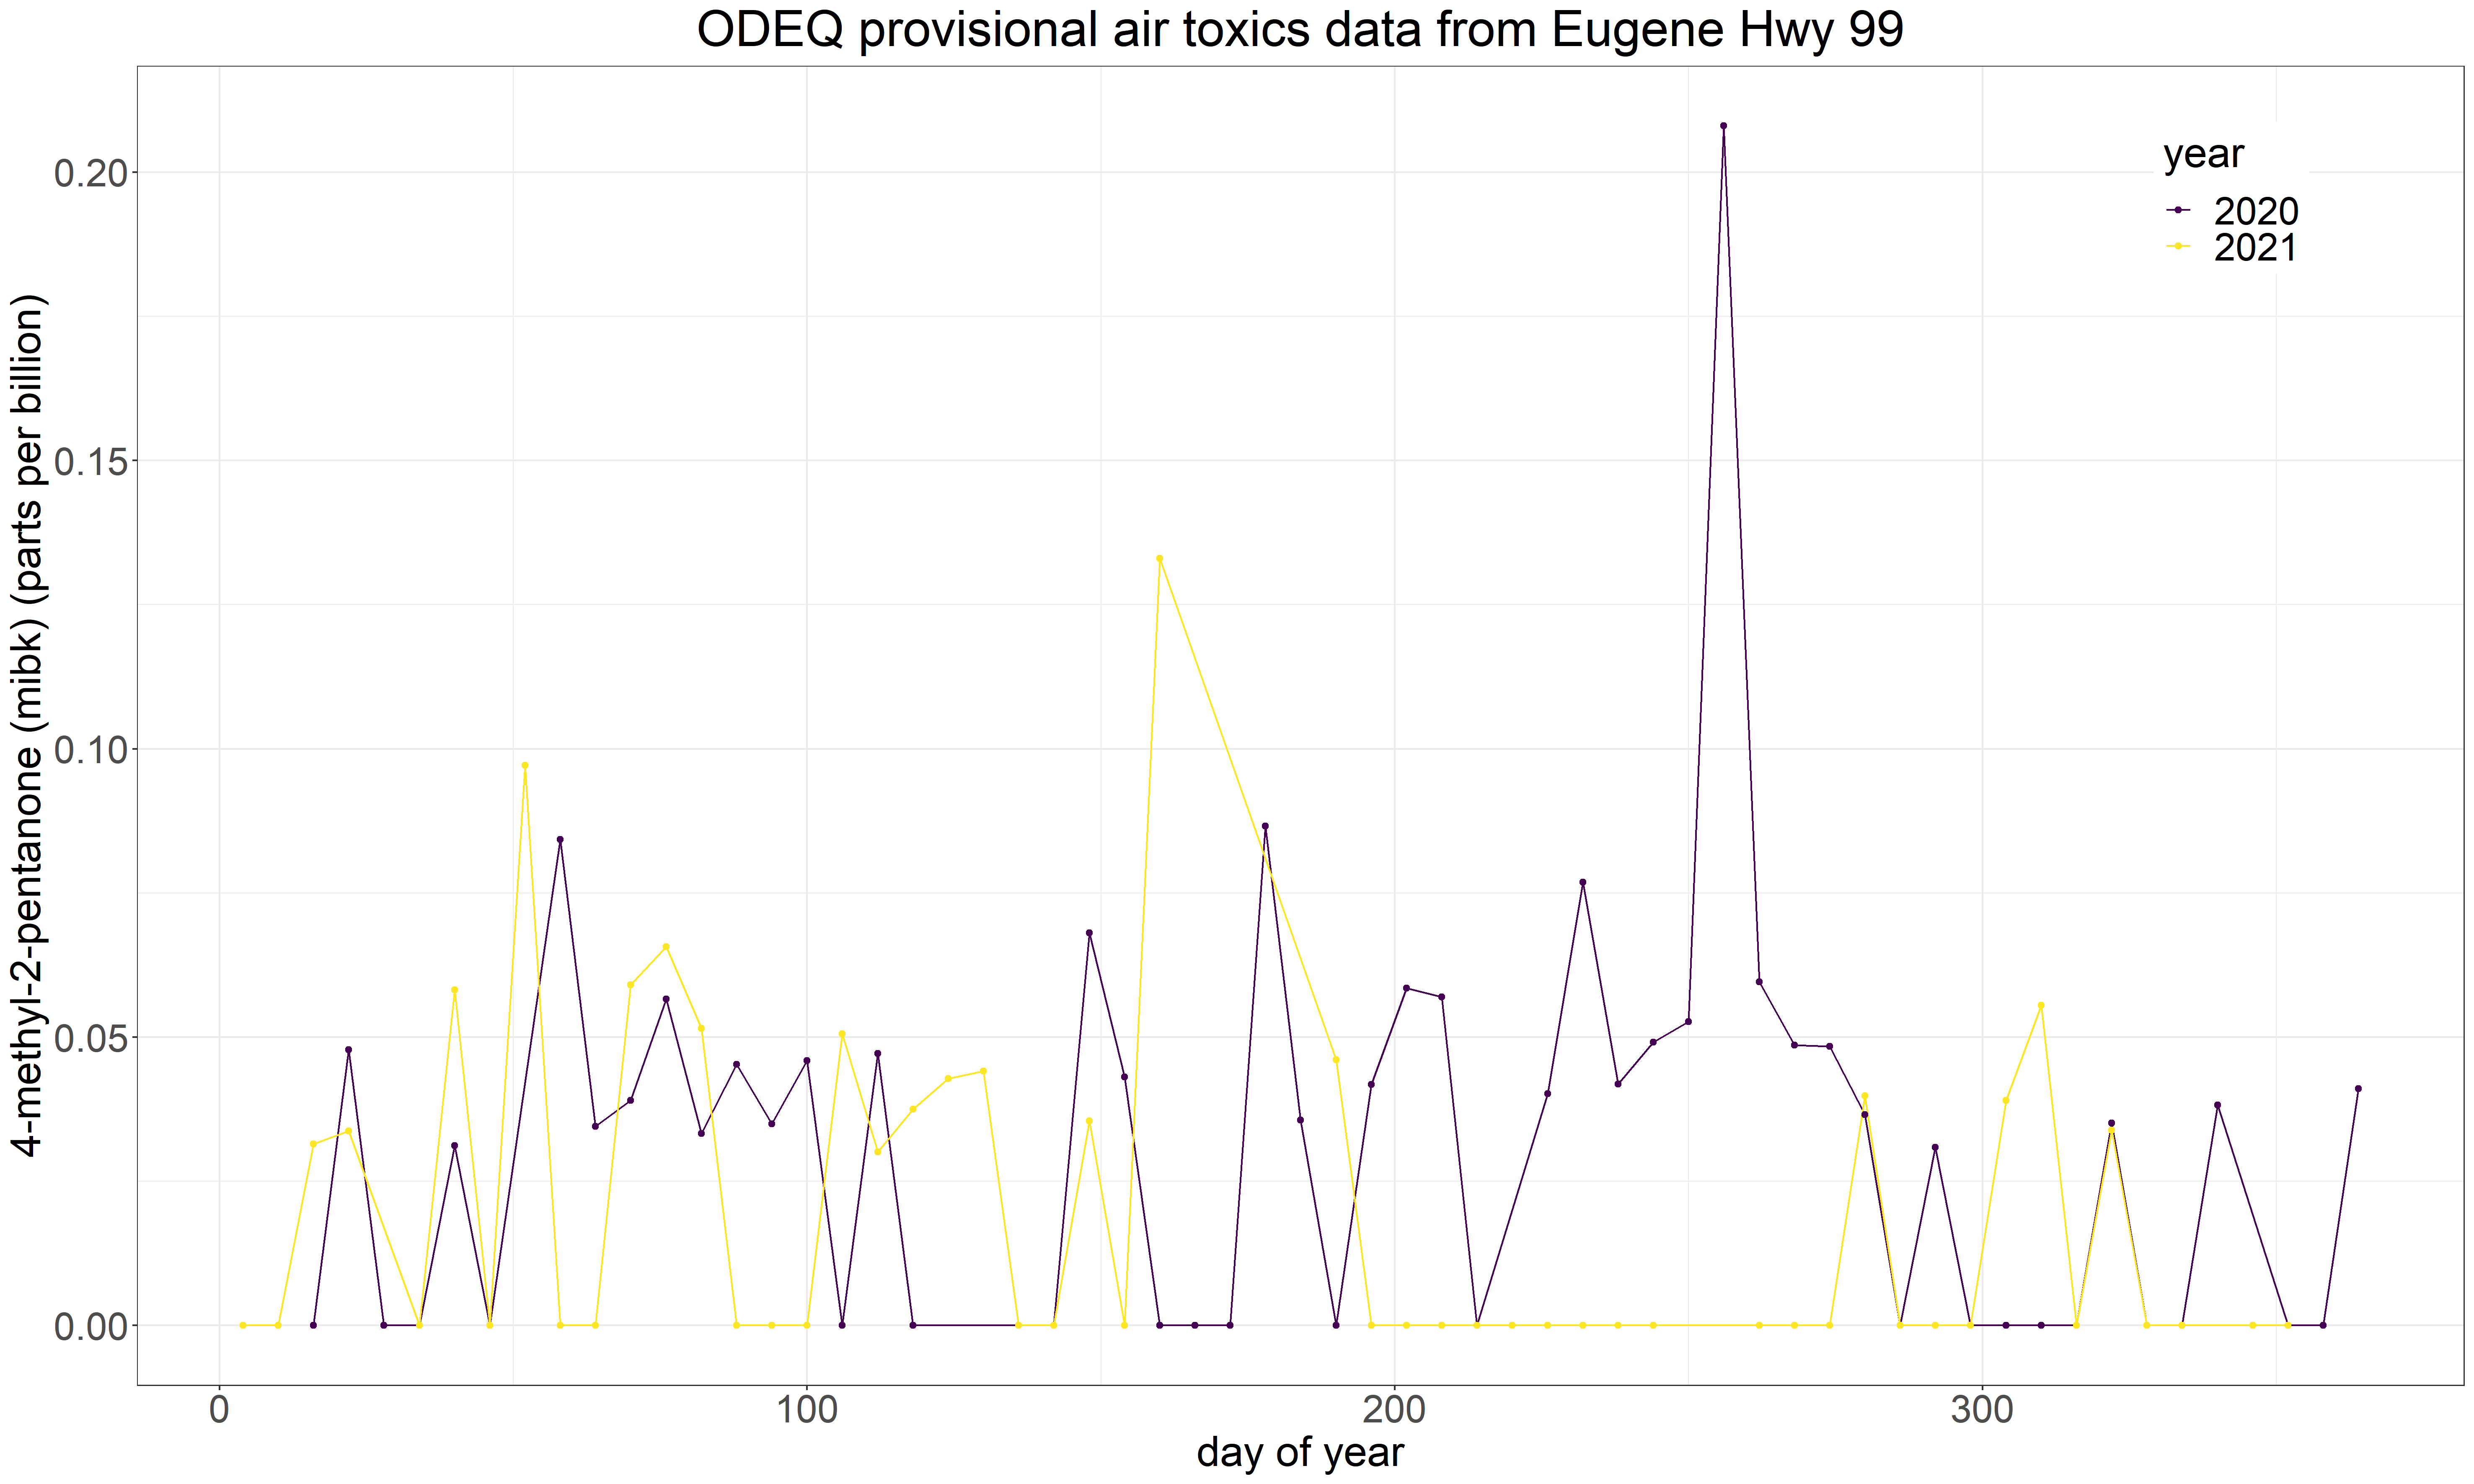 ODEQ provisional air toxics data from Eugene Hwy 99
4-methyl-2-pentanone (mibk) (parts per billion)
0.20
0.15
0.10
0.05
0.00
year
2020
2021
0 100 200 300
day of year